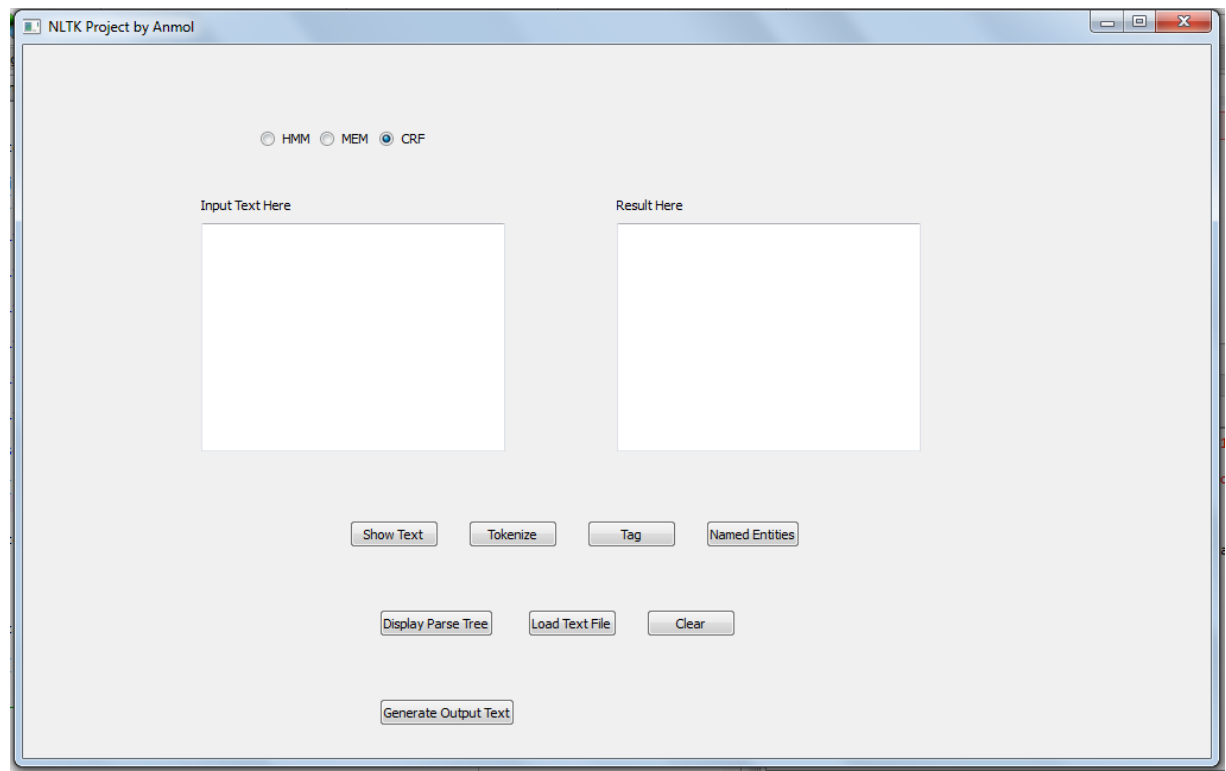 NLTK Project by Anmol
HMM MEM CRF
Input Text Here Result Here
Show Text Tokenize Tag Named Entities
Display Parse Tree Load Text File Clear
Generate Output Text